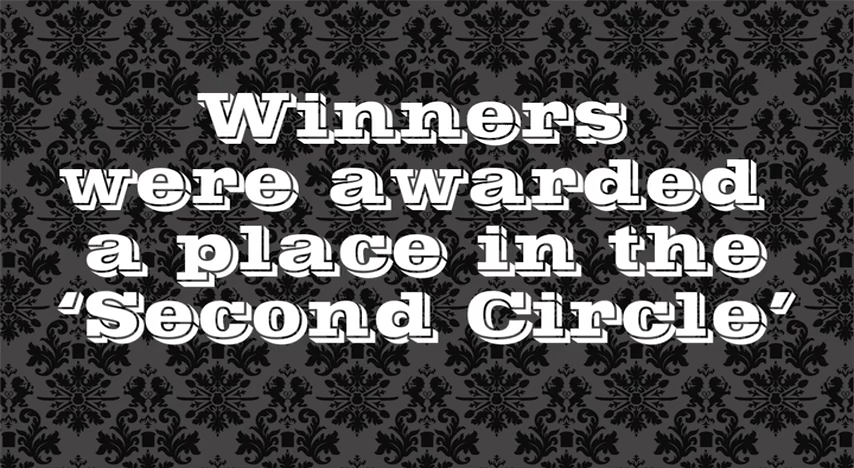 Winners
were awarded
a place in the
‘Second Circle’